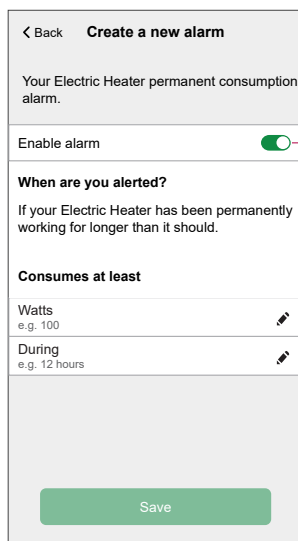 Back Create a new alarm
Your Electric Heater permanent consumption
alarm.
Enable alarm
When are you alerted?
If your Electric Heater has been permanently
working for longer than it should.
Consumes at least
Watts
e.g. 100
During
e.g. 12 hours
Save